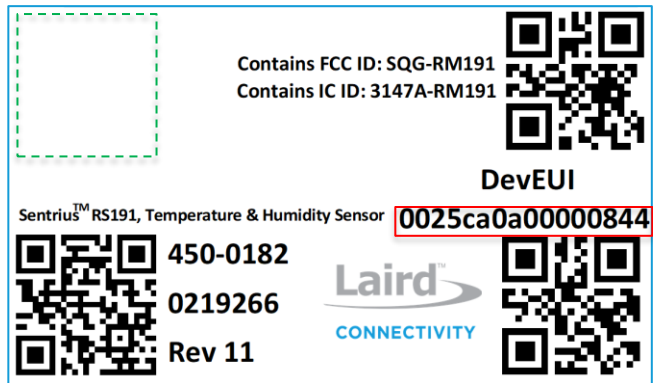 Contains FCC ID: SQG-RM191
Contains IC ID: 3147A-RM191
DevEUI
0025ca0a00000844
Sentrius™ RS191, Temperature & Humidity Sensor
450-0182
0219266
Rev 11
Laird™
CONNECTIVITY